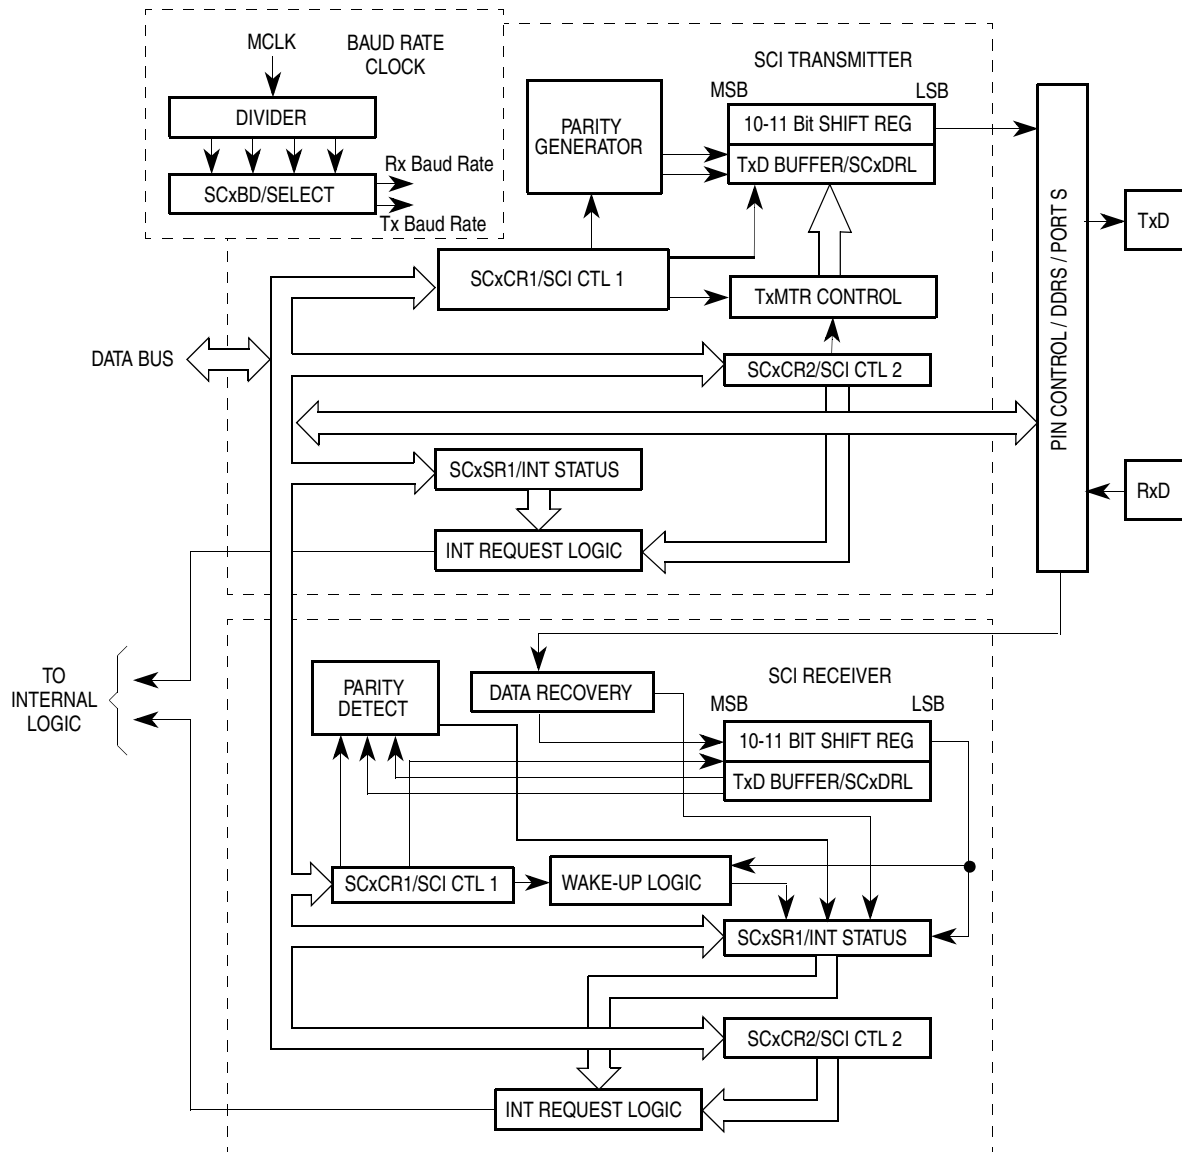 MCLK
BAUD RATE
CLOCK
DIVIDER
SCxBD/SELECT
Rx Baud Rate
Tx Baud Rate
SCI TRANSMITTER
MSB
LSB
PARITY
GENERATOR
10-11 Bit SHIFT REG
TxD BUFFER/SCxDRL
SCxCR1/SCI CTL 1
TxMTR CONTROL
DATA BUS
SCxCR2/SCI CTL 2
SCxSR1/INT STATUS
INT REQUEST LOGIC
PIN CONTROL / DDRS / PORT S
TxD
RxD
TO
INTERNAL
LOGIC
SCI RECEIVER
PARITY
DETECT
DATA RECOVERY
MSB
LSB
10-11 BIT SHIFT REG
TxD BUFFER/SCxDRL
SCxCR1/SCI CTL 1
WAKE-UP LOGIC
SCxSR1/INT STATUS
SCxCR2/SCI CTL 2
INT REQUEST LOGIC